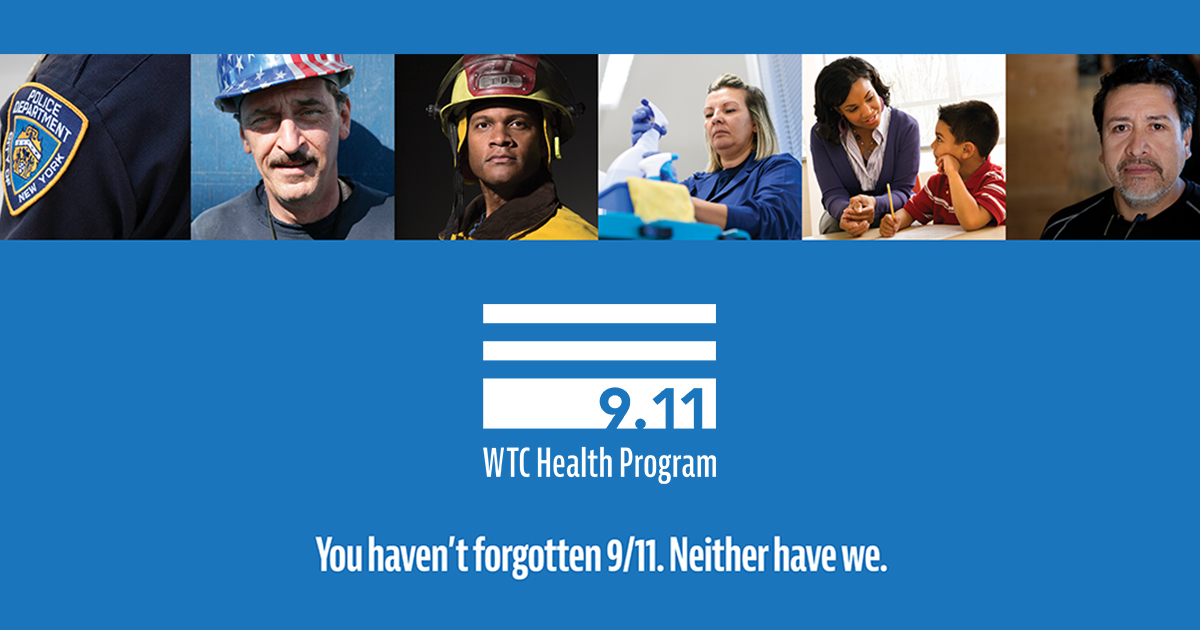 POLICE
DEPARTMENT
CITY OF
NEW YORK
9.11
WTC Health Program
You haven't forgotten 9/11. Neither have we.